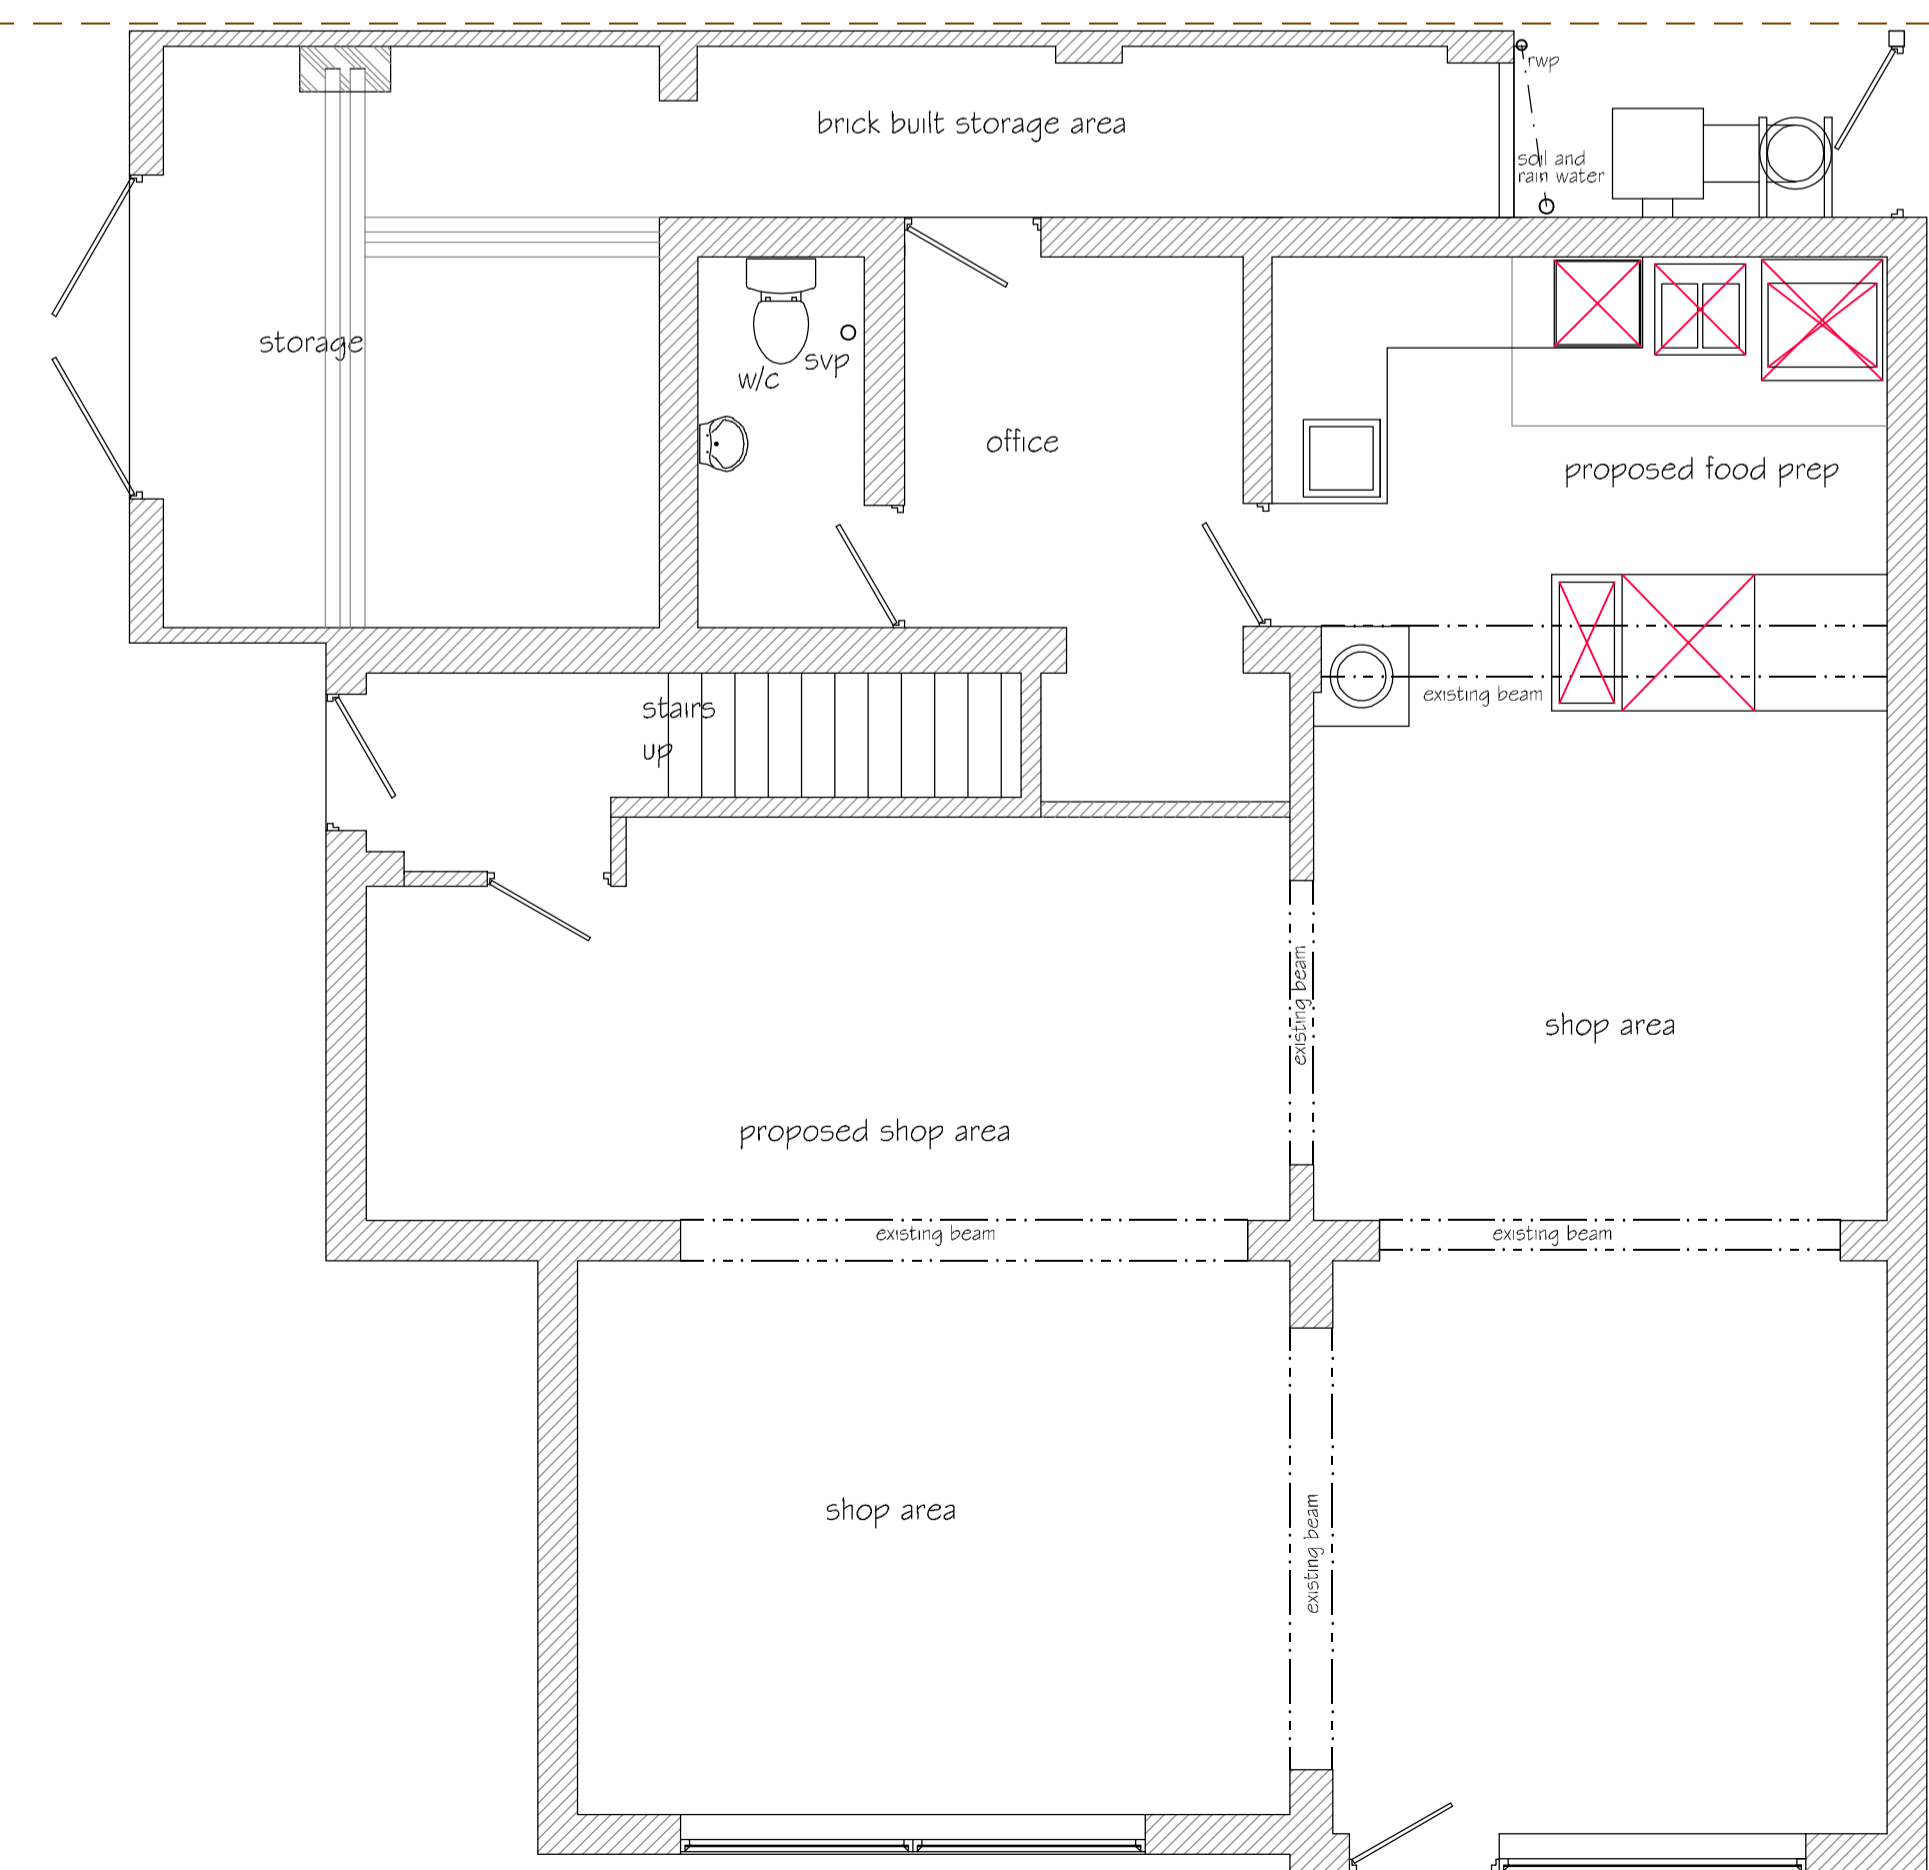 rwp
brick built storage area
soil and
rain water
storage
svp
w/c
office
proposed food prep
existing beam
stairs
up
existing beam
shop area
proposed shop area
existing beam
existing beam
shop area
existing beam